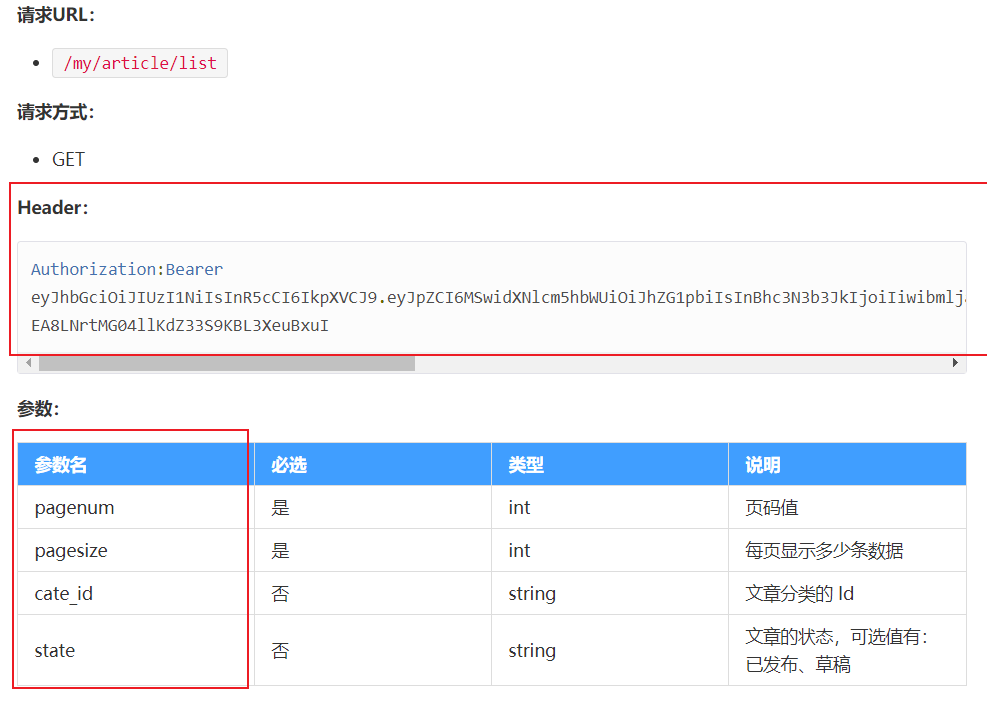 请求URL：
/my/article/list
请求方式：
GET
Header：
Authorization:Bearer
eyJhbGciOiJIUzI1NiIsInR5cCI6IkpXVCJ9.eyJpZCI6MSwidXNlcm5hbWUiOiJhZG1pbiIsInBhc3N3b3JkIjoiIiwibmlj
EA8LNrtMG04llKdZ33S9KBL3XeuBxuI
参数：
参数名 必选 类型 说明
pagenum 是 int 页码值
pagesize 是 int 每页显示多少条数据
cate_id 否 string 文章分类的 Id
state 否 string 文章的状态，可选值有：
已发布、草稿